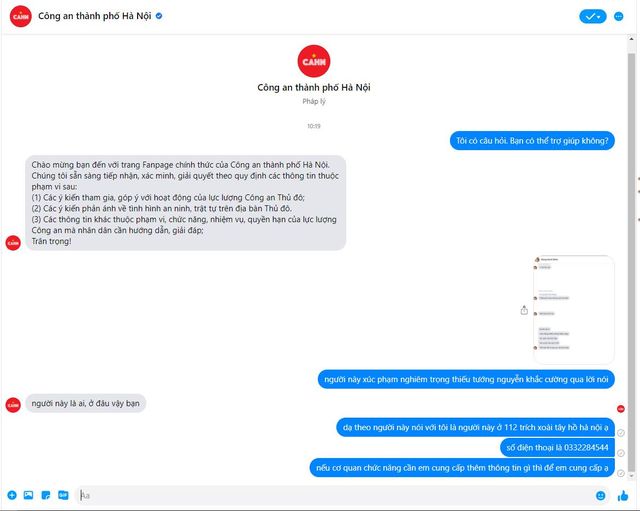 CAHN
Công an thành phố Hà Nội
CAHN
Công an thành phố Hà Nội
Pháp lý
10:19
Tôi có câu hỏi. Bạn có thể trợ giúp không?
Chào mừng bạn đến với trang Fanpage chính thức của Công an thành phố Hà Nội.
Chúng tôi sẵn sàng tiếp nhận, xác minh, giải quyết theo quy định các thông tin thuộc
phạm vi sau:
(1) Các ý kiến tham gia, góp ý với hoạt động của lực lượng Công an Thủ đô;
(2) Các ý kiến phản ánh về tình hình an ninh, trật tự trên địa bàn Thủ đô.
(3) Các thông tin khác thuộc phạm vi, chức năng, nhiệm vụ, quyền hạn của lực lượng
Công an mà nhân dân cần hướng dẫn, giải đáp;
Trân trọng!
CAHN
người này xúc phạm nghiêm trọng thiếu tướng nguyễn khắc cường qua lời nói
người này là ai, ở đâu vậy bạn
CAHN
dạ theo người này nói với tôi là người này ở 112 trích xoài tây hồ hà nội ạ
số điện thoại là 0332284544
nếu cơ quan chức năng cần em cung cấp thêm thông tin gì thì để em cung cấp ạ
GIF
Aa